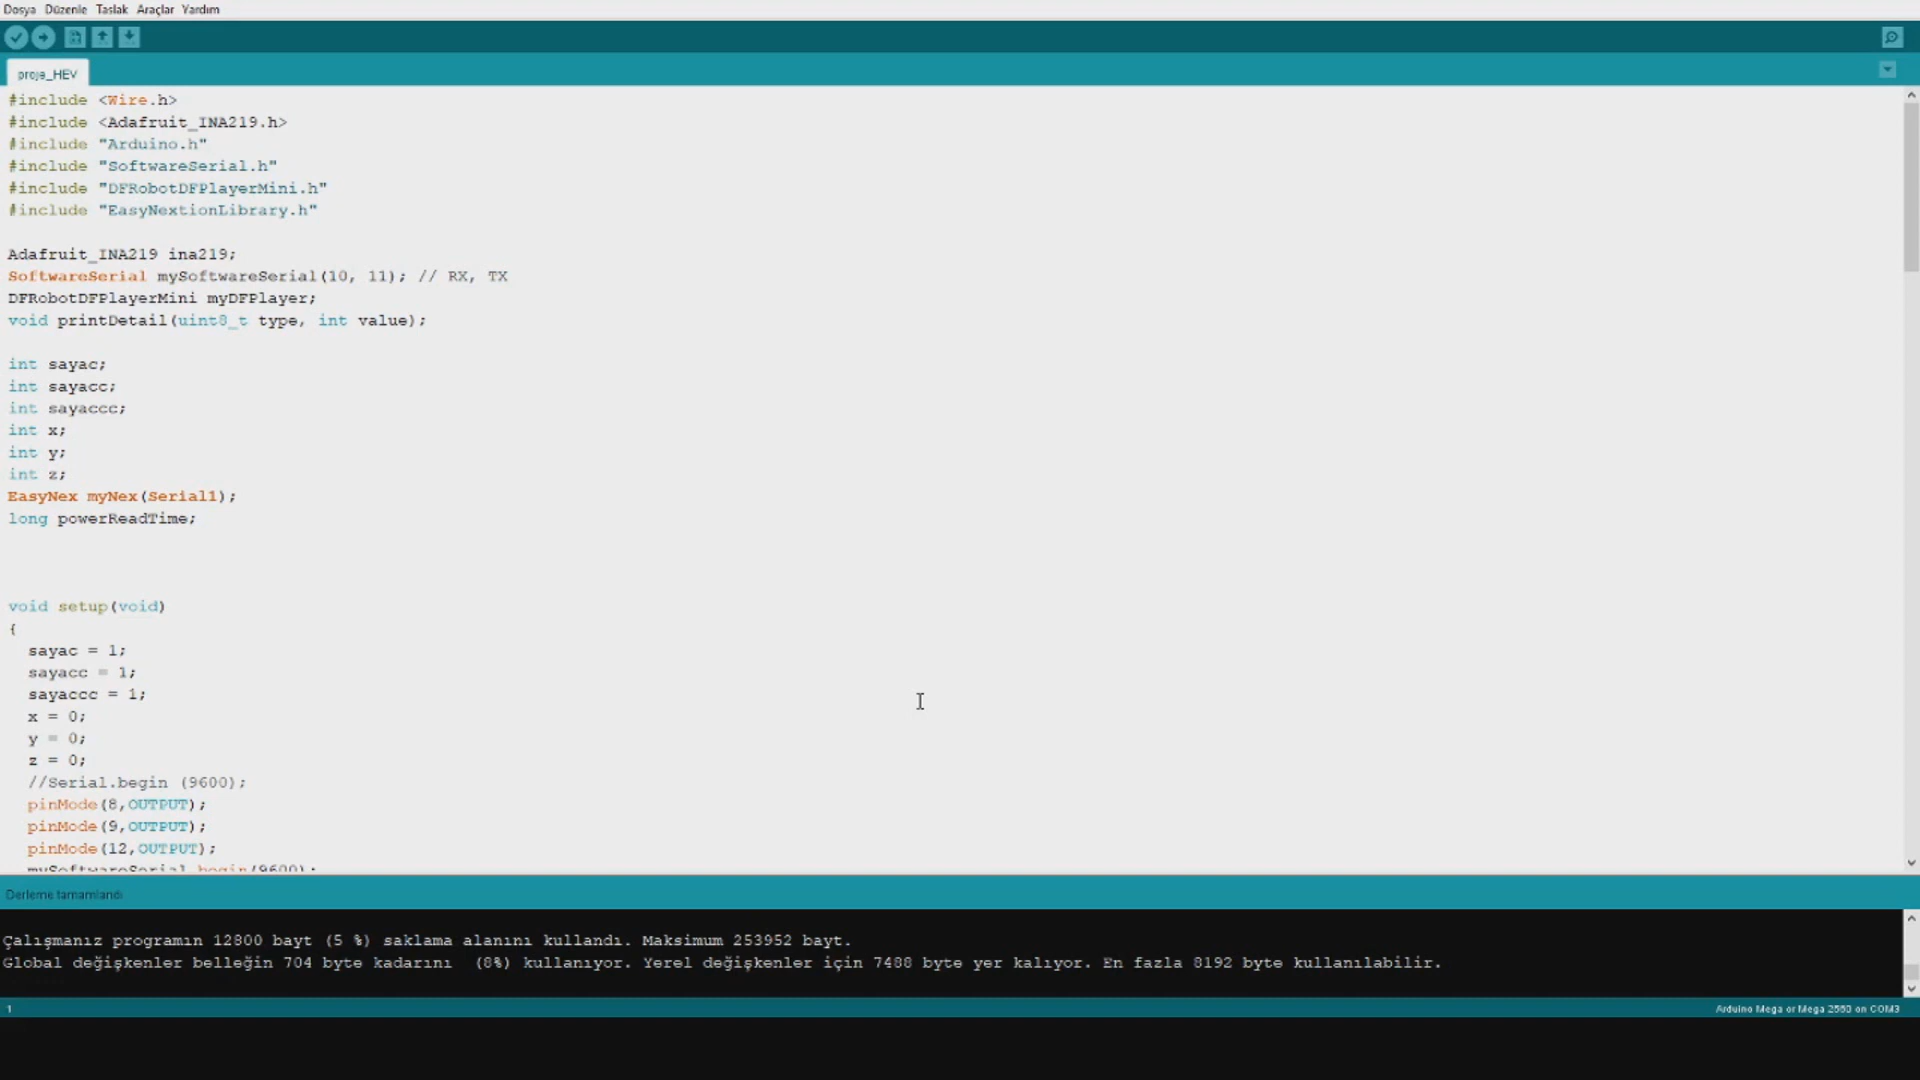 Dosya Düzenle Taslak Araçlar Yardım
proje_HEV
#include <Wire.h>
#include <Adafruit_INA219.h>
#include "Arduino.h"
#include "SoftwareSerial.h"
#include "DFRobotDFPlayerMini.h"
#include "EasyNextionLibrary.h"
Adafruit_INA219 ina219;
SoftwareSerial mySoftwareSerial(10, 11); // RX, TX
DFRobotDFPlayerMini myDFPlayer;
void printDetail(uint8_t type, int value);
int sayac;
int sayacc;
int sayaccc;
int x;
int y;
int z;
EasyNex myNex(Serial1);
long powerReadTime;
void setup(void)
{
sayac = 1;
sayacc = 1;
sayaccc = 1;
x = 0;
y = 0;
z = 0;
//Serial.begin (9600);
pinMode(8,OUTPUT);
pinMode(9,OUTPUT);
pinMode(12,OUTPUT);
mySoftwareSerial.begin(9600);
Derleme tamamlandı
Çalışmanız programın 12800 bayt (5 %) saklama alanını kullandı. Maksimum 253952 bayt.
Global değişkenler belleğin 704 byte kadarını (8%) kullanıyor. Yerel değişkenler için 7488 byte yer kalıyor. En fazla 8192 byte kullanılabilir.
1
Arduino Mega or Mega 2560 on COM3